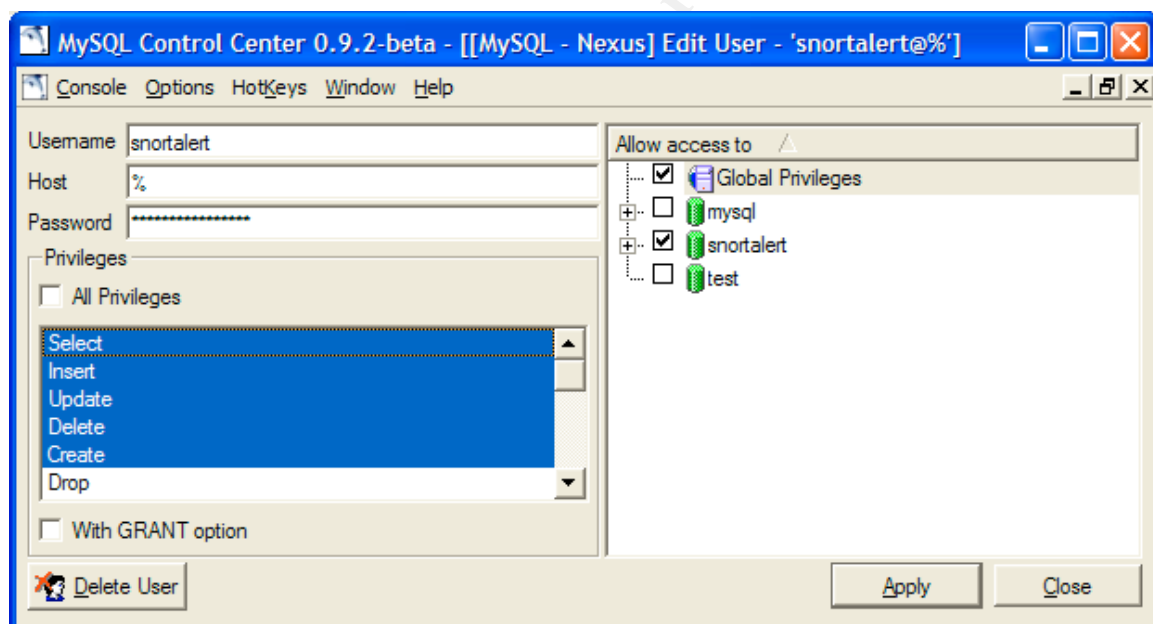 MySQL Control Center 0.9.2-beta - [[MySQL - Nexus] Edit User - 'snortalert@%']
Console Options HotKeys Window Help
Username snortalert
Host %
Password ****************
Privileges
All Privileges
Select
Insert
Update
Delete
Create
Drop
With GRANT option
Allow access to
Global Privileges
mysql
snortalert
test
Delete User
Apply Close